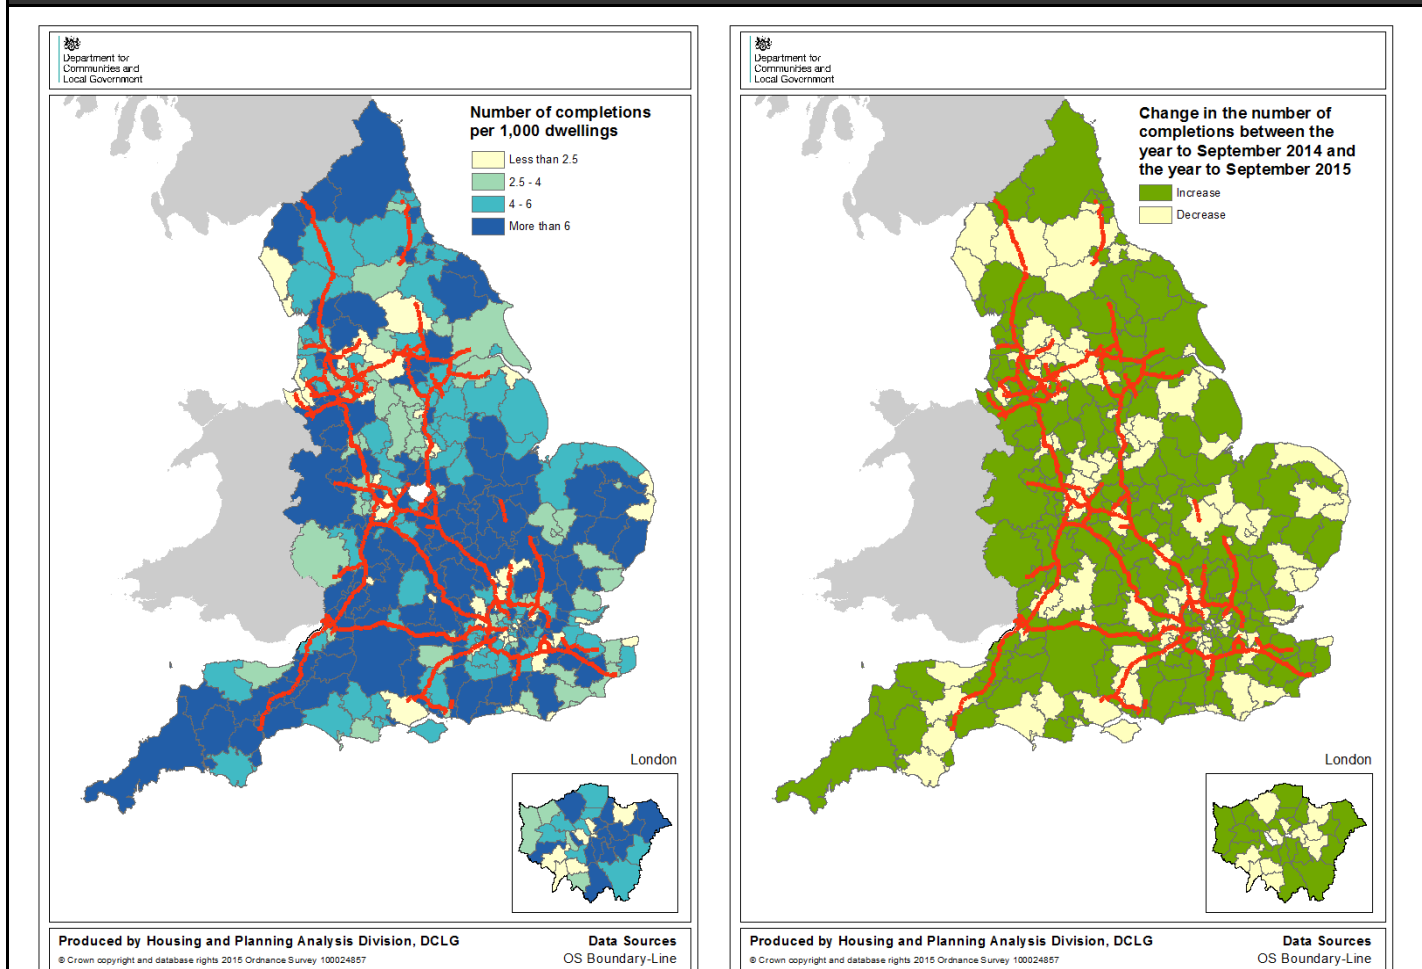 Department for
Communities and
Local Government
Number of completions
per 1,000 dwellings
Less than 2.5
2.5 - 4
4 - 6
More than 6
London
Produced by Housing and Planning Analysis Division, DCLG
© Crown copyright and database rights 2015 Ordnance Survey 100024857
Data Sources
OS Boundary-Line
Department for
Communities and
Local Government
Change in the number of
completions between the
year to September 2014 and
the year to September 2015
Increase
Decrease
London
Produced by Housing and Planning Analysis Division, DCLG
© Crown copyright and database rights 2015 Ordnance Survey 100024857
Data Sources
OS Boundary-Line